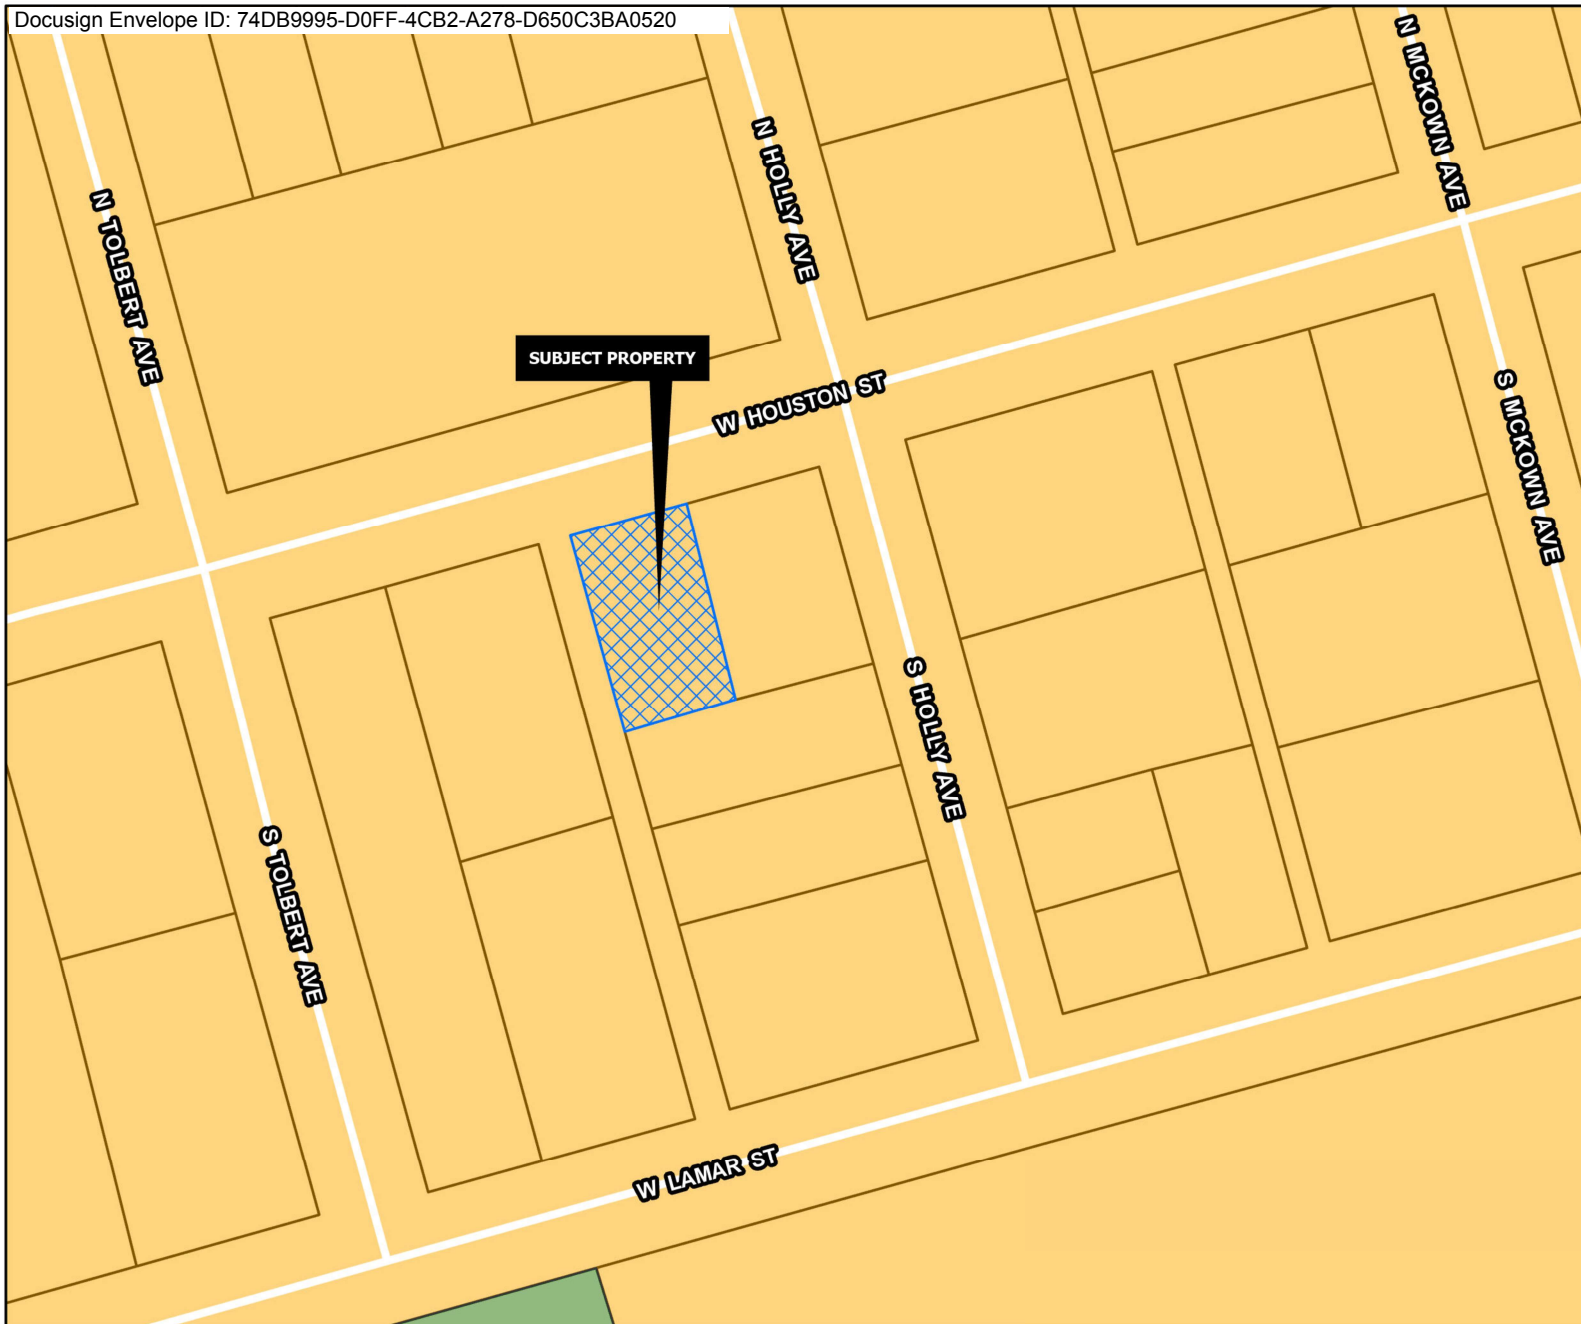 Docusign Envelope ID: 74DB9995-D0FF-4CB2-A278-D650C3BA0520
N MCKOWN AVE
N HOLLY AVE
N TOLBERT AVE
SUBJECT PROPERTY
W HOUSTON ST
S MCKOWN AVE
S HOLLY AVE
S TOLBERT AVE
W LAMAR ST